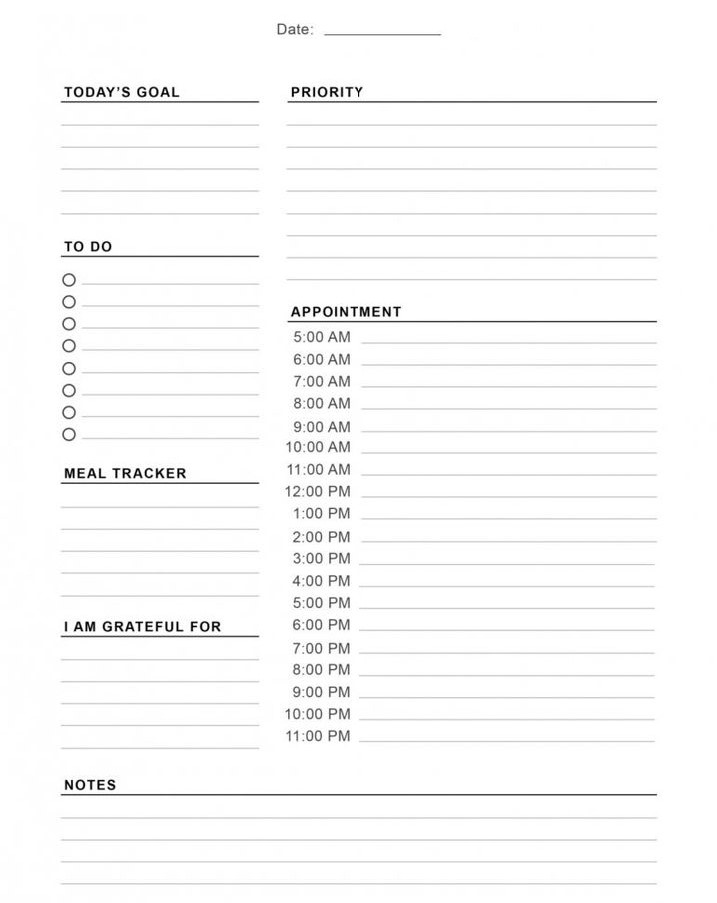 Date:
TODAY'S GOAL
PRIORITY
TO DO
APPOINTMENT
5:00 AM
6:00 AM
7:00 AM
8:00 AM
9:00 AM
10:00 AM
11:00 AM
12:00 PM
1:00 PM
2:00 PM
3:00 PM
4:00 PM
5:00 PM
6:00 PM
7:00 PM
8:00 PM
9:00 PM
10:00 PM
11:00 PM
MEAL TRACKER
I AM GRATEFUL FOR
NOTES